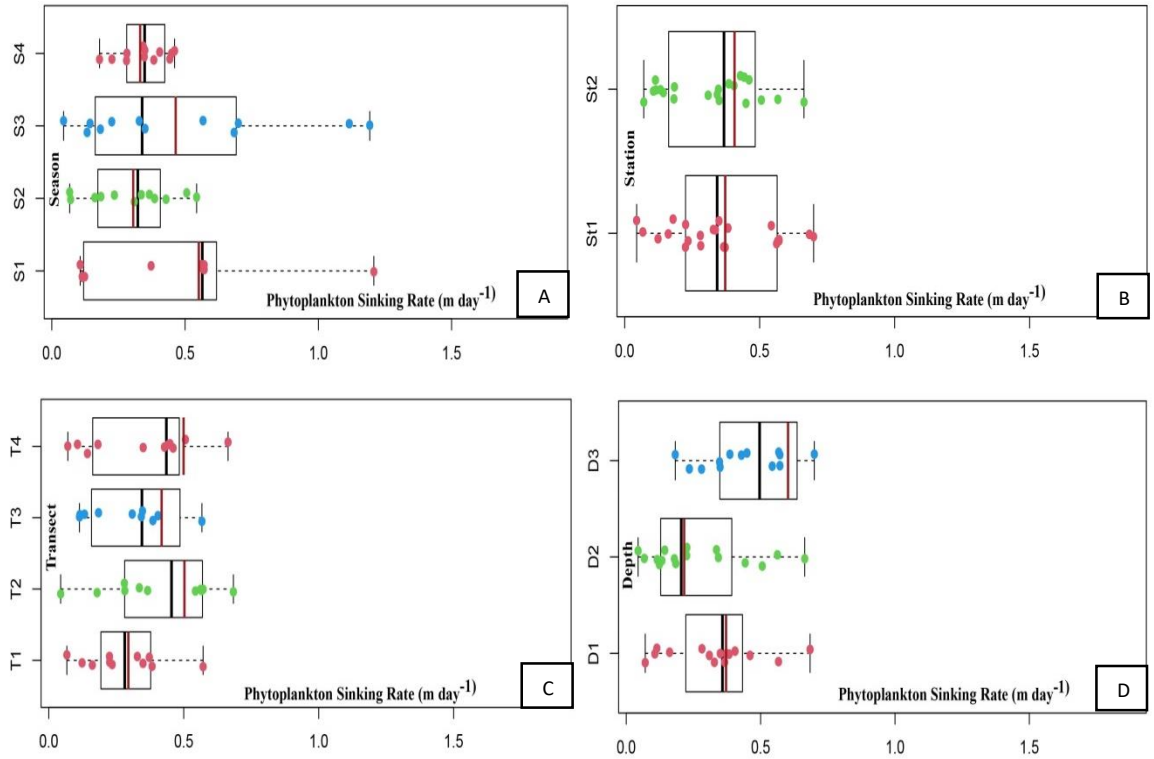 S4
S3
S2
S1
Season
Phytoplankton Sinking Rate (m day-1)
A
0.0 0.5 1.0 1.5
St2
St1
Station
Phytoplankton Sinking Rate (m day-1)
B
0.0 0.5 1.0 1.5
T4
T3
T2
T1
Transect
Phytoplankton Sinking Rate (m day-1)
C
0.0 0.5 1.0 1.5
D3
D2
D1
Depth
Phytoplankton Sinking Rate (m day-1)
D
0.0 0.5 1.0 1.5